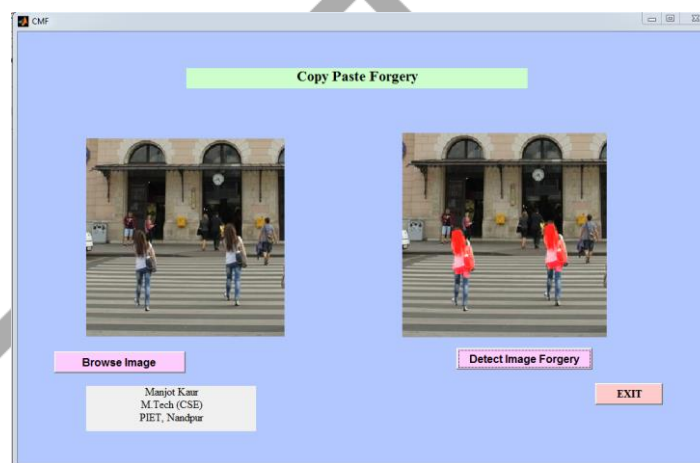 CMF
Copy Paste Forgery
Browse Image
Detect Image Forgery
Manjot Kaur
M.Tech (CSE)
PIET, Nandpur
EXIT